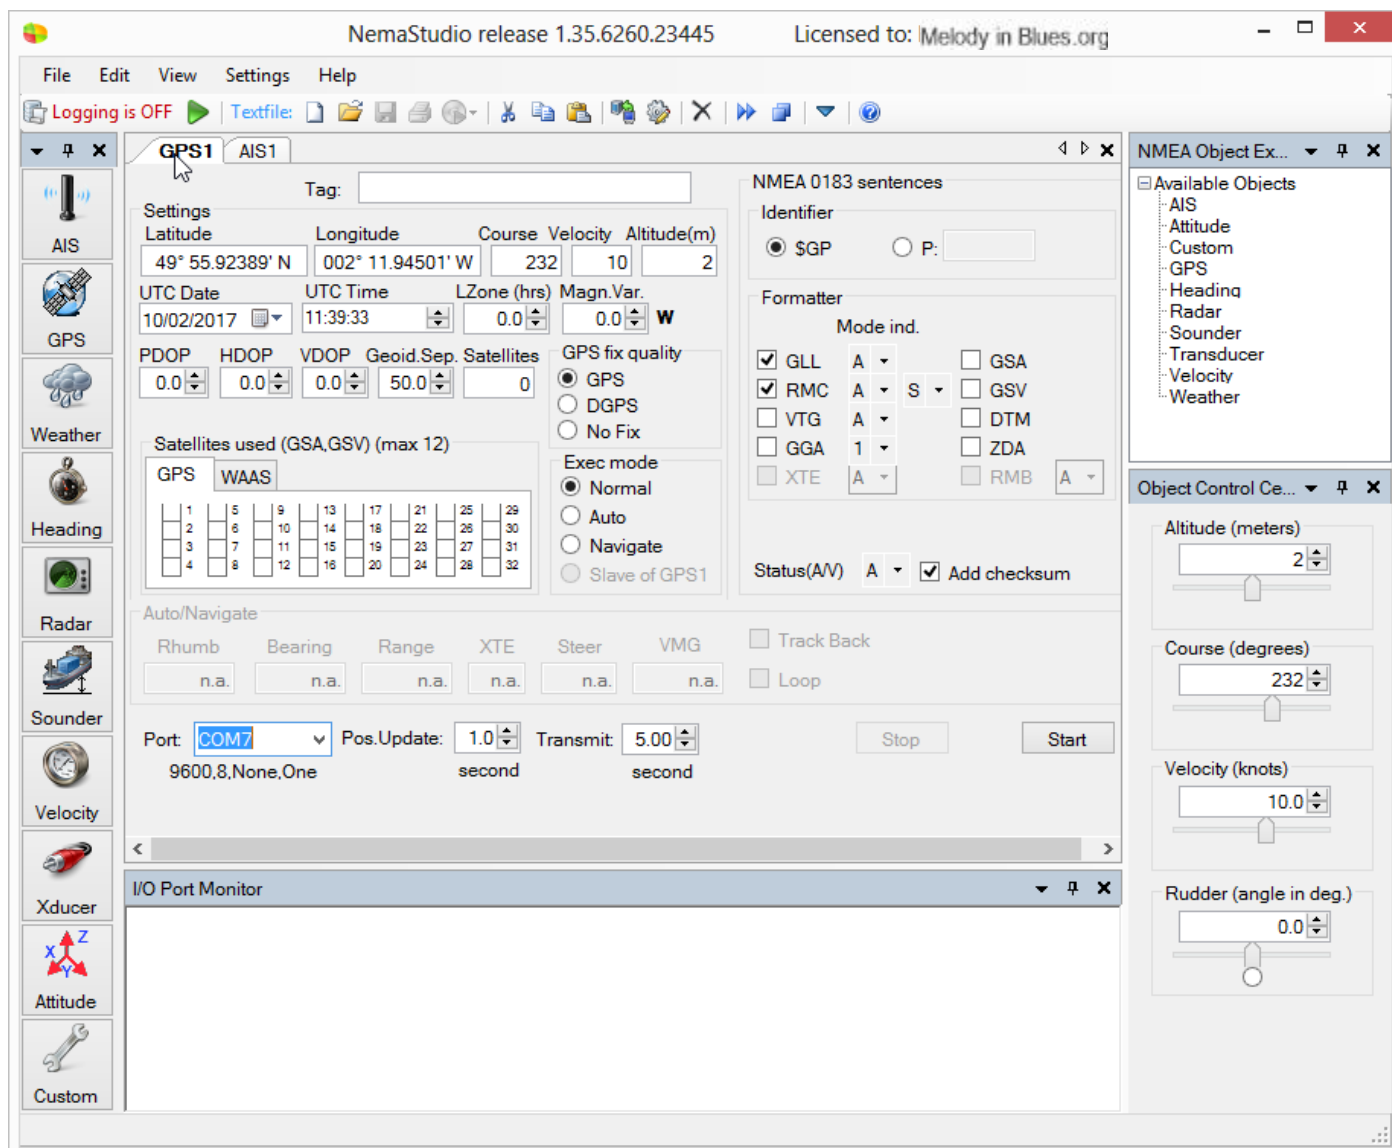 NemaStudio release 1.35.6260.23445 Licensed to: Melody in Blues.org
File Edit View Settings Help
Logging is OFF Textfile:
GPS1 AIS1
AIS
GPS
Weather
Heading
Radar
Sounder
Velocity
Xducer
Attitude
X Y Z
Custom
Tag:
Settings
Latitude Longitude Course Velocity Altitude(m)
49° 55.92389' N 002° 11.94501' W 232 10 2
UTC Date UTC Time LZone (hrs) Magn.Var.
10/02/2017 11:39:33 0.0 0.0 W
PDOP HDOP VDOP Geoid.Sep. Satellites
0.0 0.0 0.0 50.0 0
GPS fix quality
GPS
DGPS
No Fix
Satellites used (GSA,GSV) (max 12)
GPS WAAS
1 5 9 13 17 21 25 29
2 6 10 14 18 22 26 30
3 7 11 15 19 23 27 31
4 8 12 16 20 24 28 32
Exec mode
Normal
Auto
Navigate
Slave of GPS1
NMEA 0183 sentences
Identifier
$GP P:
Formatter
Mode ind.
GLL A GSA
RMC A S GSV
VTG A DTM
GGA 1 ZDA
XTE A RMB A
Status(A/V) A Add checksum
Auto/Navigate
Rhumb Bearing Range XTE Steer VMG
n.a. n.a. n.a. n.a. n.a. n.a.
Track Back
Loop
Port: COM7 Pos.Update: 1.0 Transmit: 5.00 Stop Start
9600,8,None,One second second
I/O Port Monitor
NMEA Object Ex...
Available Objects
AIS
Attitude
Custom
GPS
Heading
Radar
Sounder
Transducer
Velocity
Weather
Object Control Ce...
Altitude (meters)
2
Course (degrees)
232
Velocity (knots)
10.0
Rudder (angle in deg.)
0.0